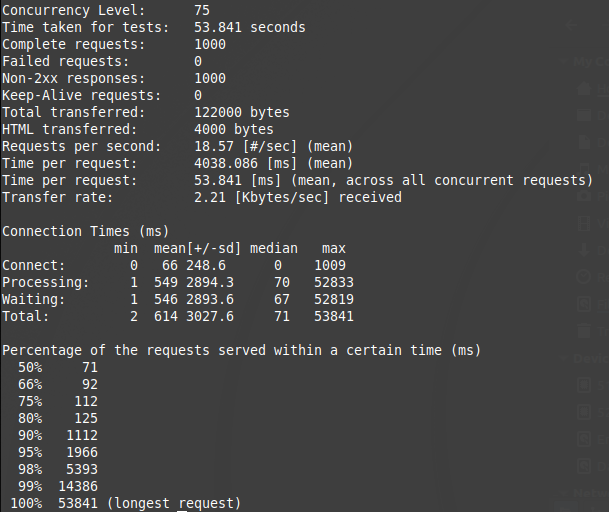 Concurrency Level:      75
Time taken for tests:   53.841 seconds
Complete requests:      1000
Failed requests:        0
Non-2xx responses:      1000
Keep-Alive requests:    0
Total transferred:      122000 bytes
HTML transferred:       4000 bytes
Requests per second:    18.57 [#/sec] (mean)
Time per request:       4038.086 [ms] (mean)
Time per request:       53.841 [ms] (mean, across all concurrent requests)
Transfer rate:          2.21 [Kbytes/sec] received

Connection Times (ms)
              min  mean[+/-sd] median   max
Connect:        0   66 248.6      0    1009
Processing:     1  549 2894.3     70   52833
Waiting:        1  546 2893.6     67   52819
Total:          2  614 3027.6     71   53841

Percentage of the requests served within a certain time (ms)
  50%     71
  66%     92
  75%    112
  80%    125
  90%   1112
  95%   1966
  98%   5393
  99%  14386
 100%  53841 (longest request)